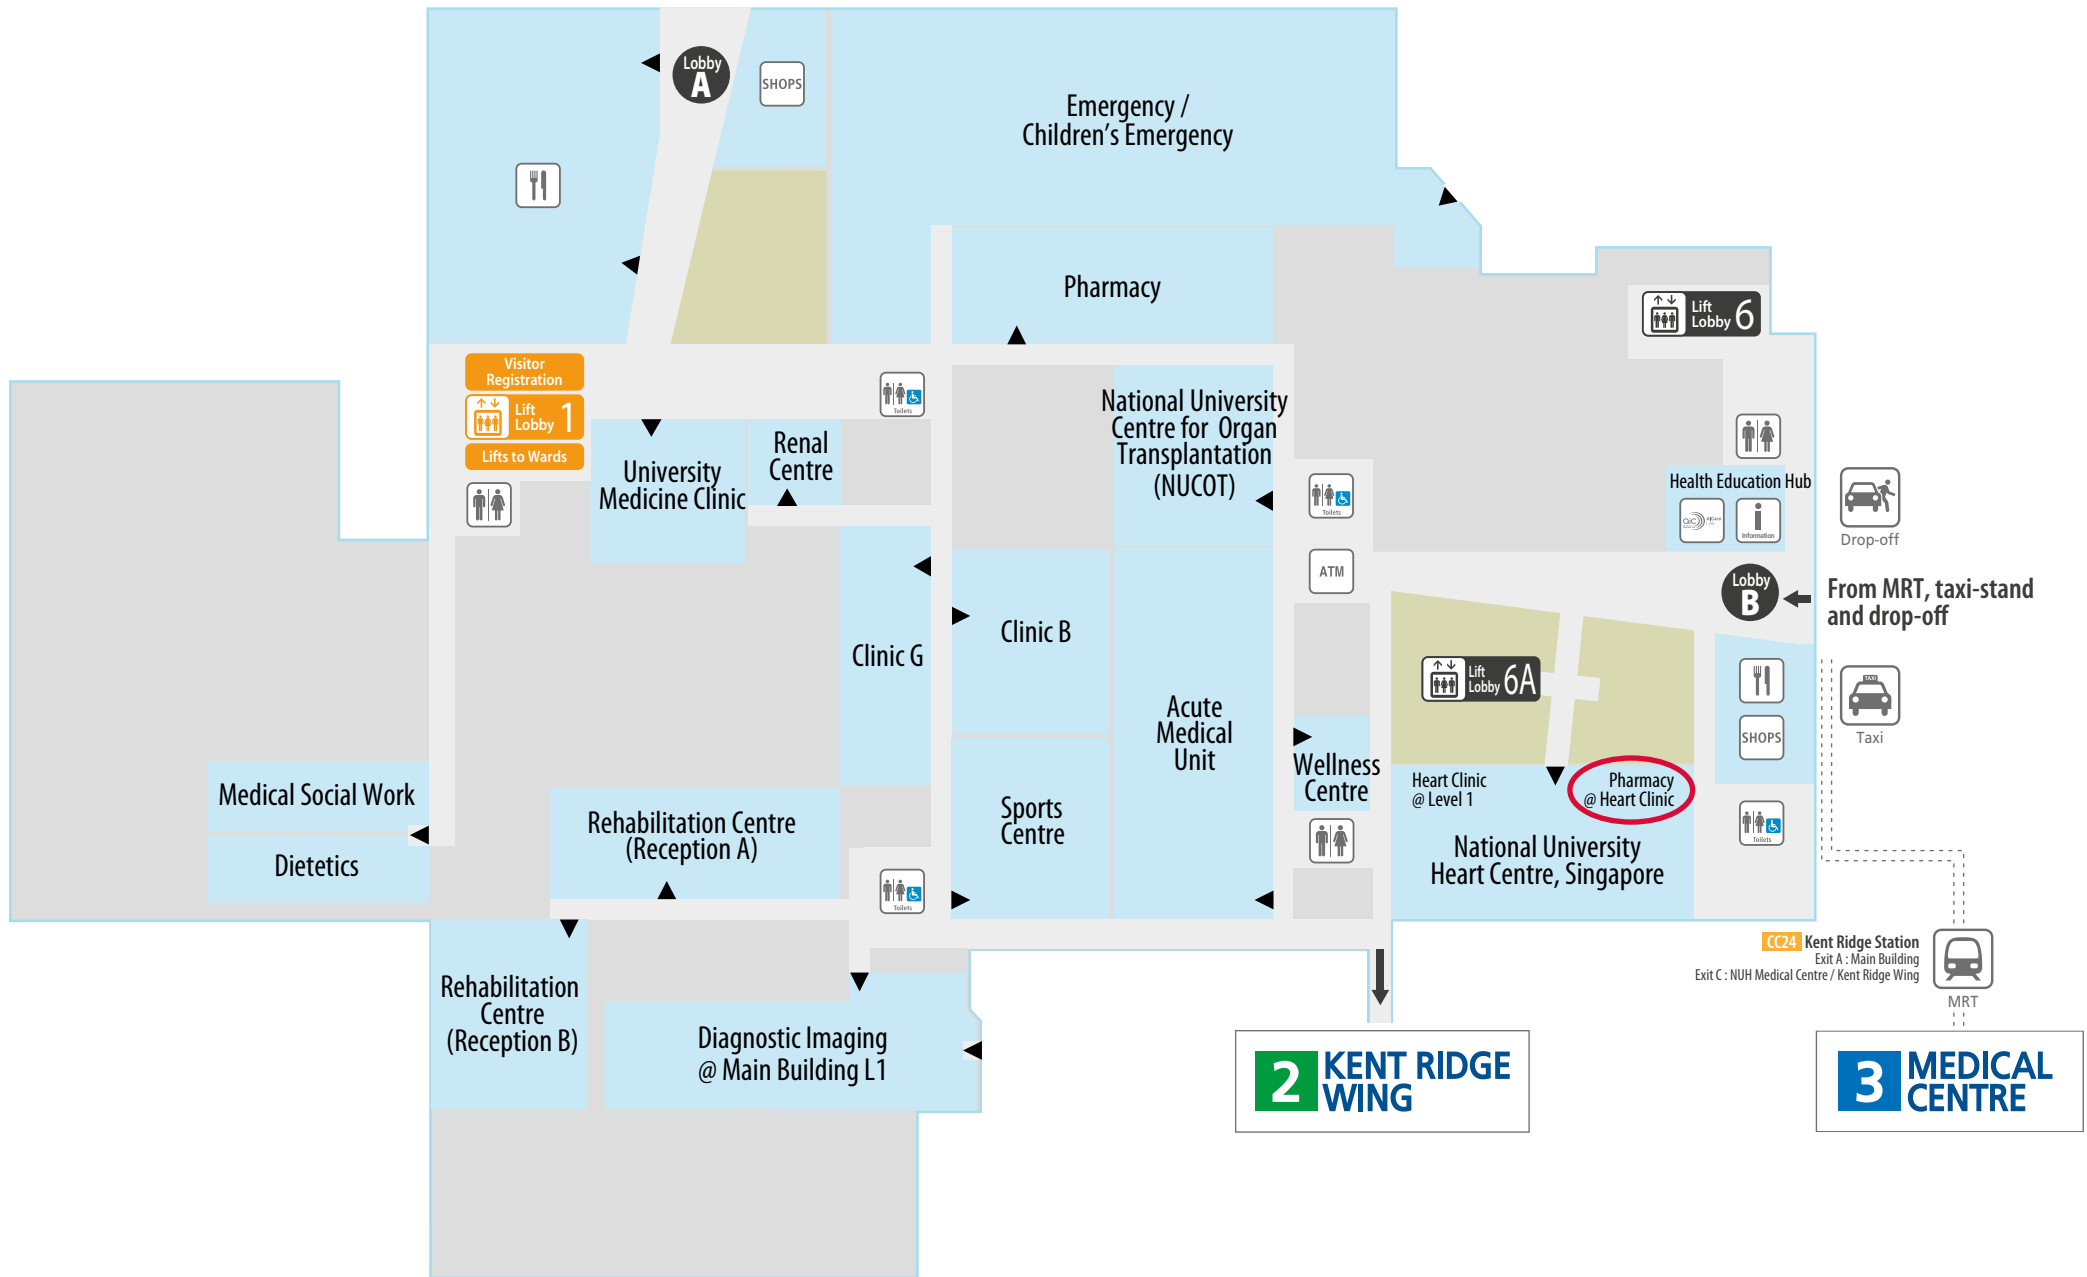 Lobby
A
SHOPS
Emergency /
Children's Emergency
Pharmacy
Lift
Lobby 6
Visitor
Registration
Lift
Lobby 1
Lifts to Wards
Toilets
University
Medicine Clinic
Renal
Centre
National University
Centre for Organ
Transplantation
(NUCOT)
Toilets
ATM
Health Education Hub
aic
Information
Drop-off
Lobby
B
From MRT, taxi-stand
and drop-off
Clinic G
Clinic B
Acute
Medical
Unit
Lift
Lobby 6A
TAXI
Taxi
SHOPS
Wellness
Centre
Heart Clinic
@ Level 1
Pharmacy
@ Heart Clinic
National University
Heart Centre, Singapore
Toilets
Medical Social Work
Dietetics
Rehabilitation Centre
(Reception A)
Sports
Centre
Toilets
Rehabilitation
Centre
(Reception B)
Diagnostic Imaging
@ Main Building L1
CC24 Kent Ridge Station
Exit A : Main Building
Exit C : NUH Medical Centre / Kent Ridge Wing
MRT
2 KENT RIDGE
WING
3 MEDICAL
CENTRE